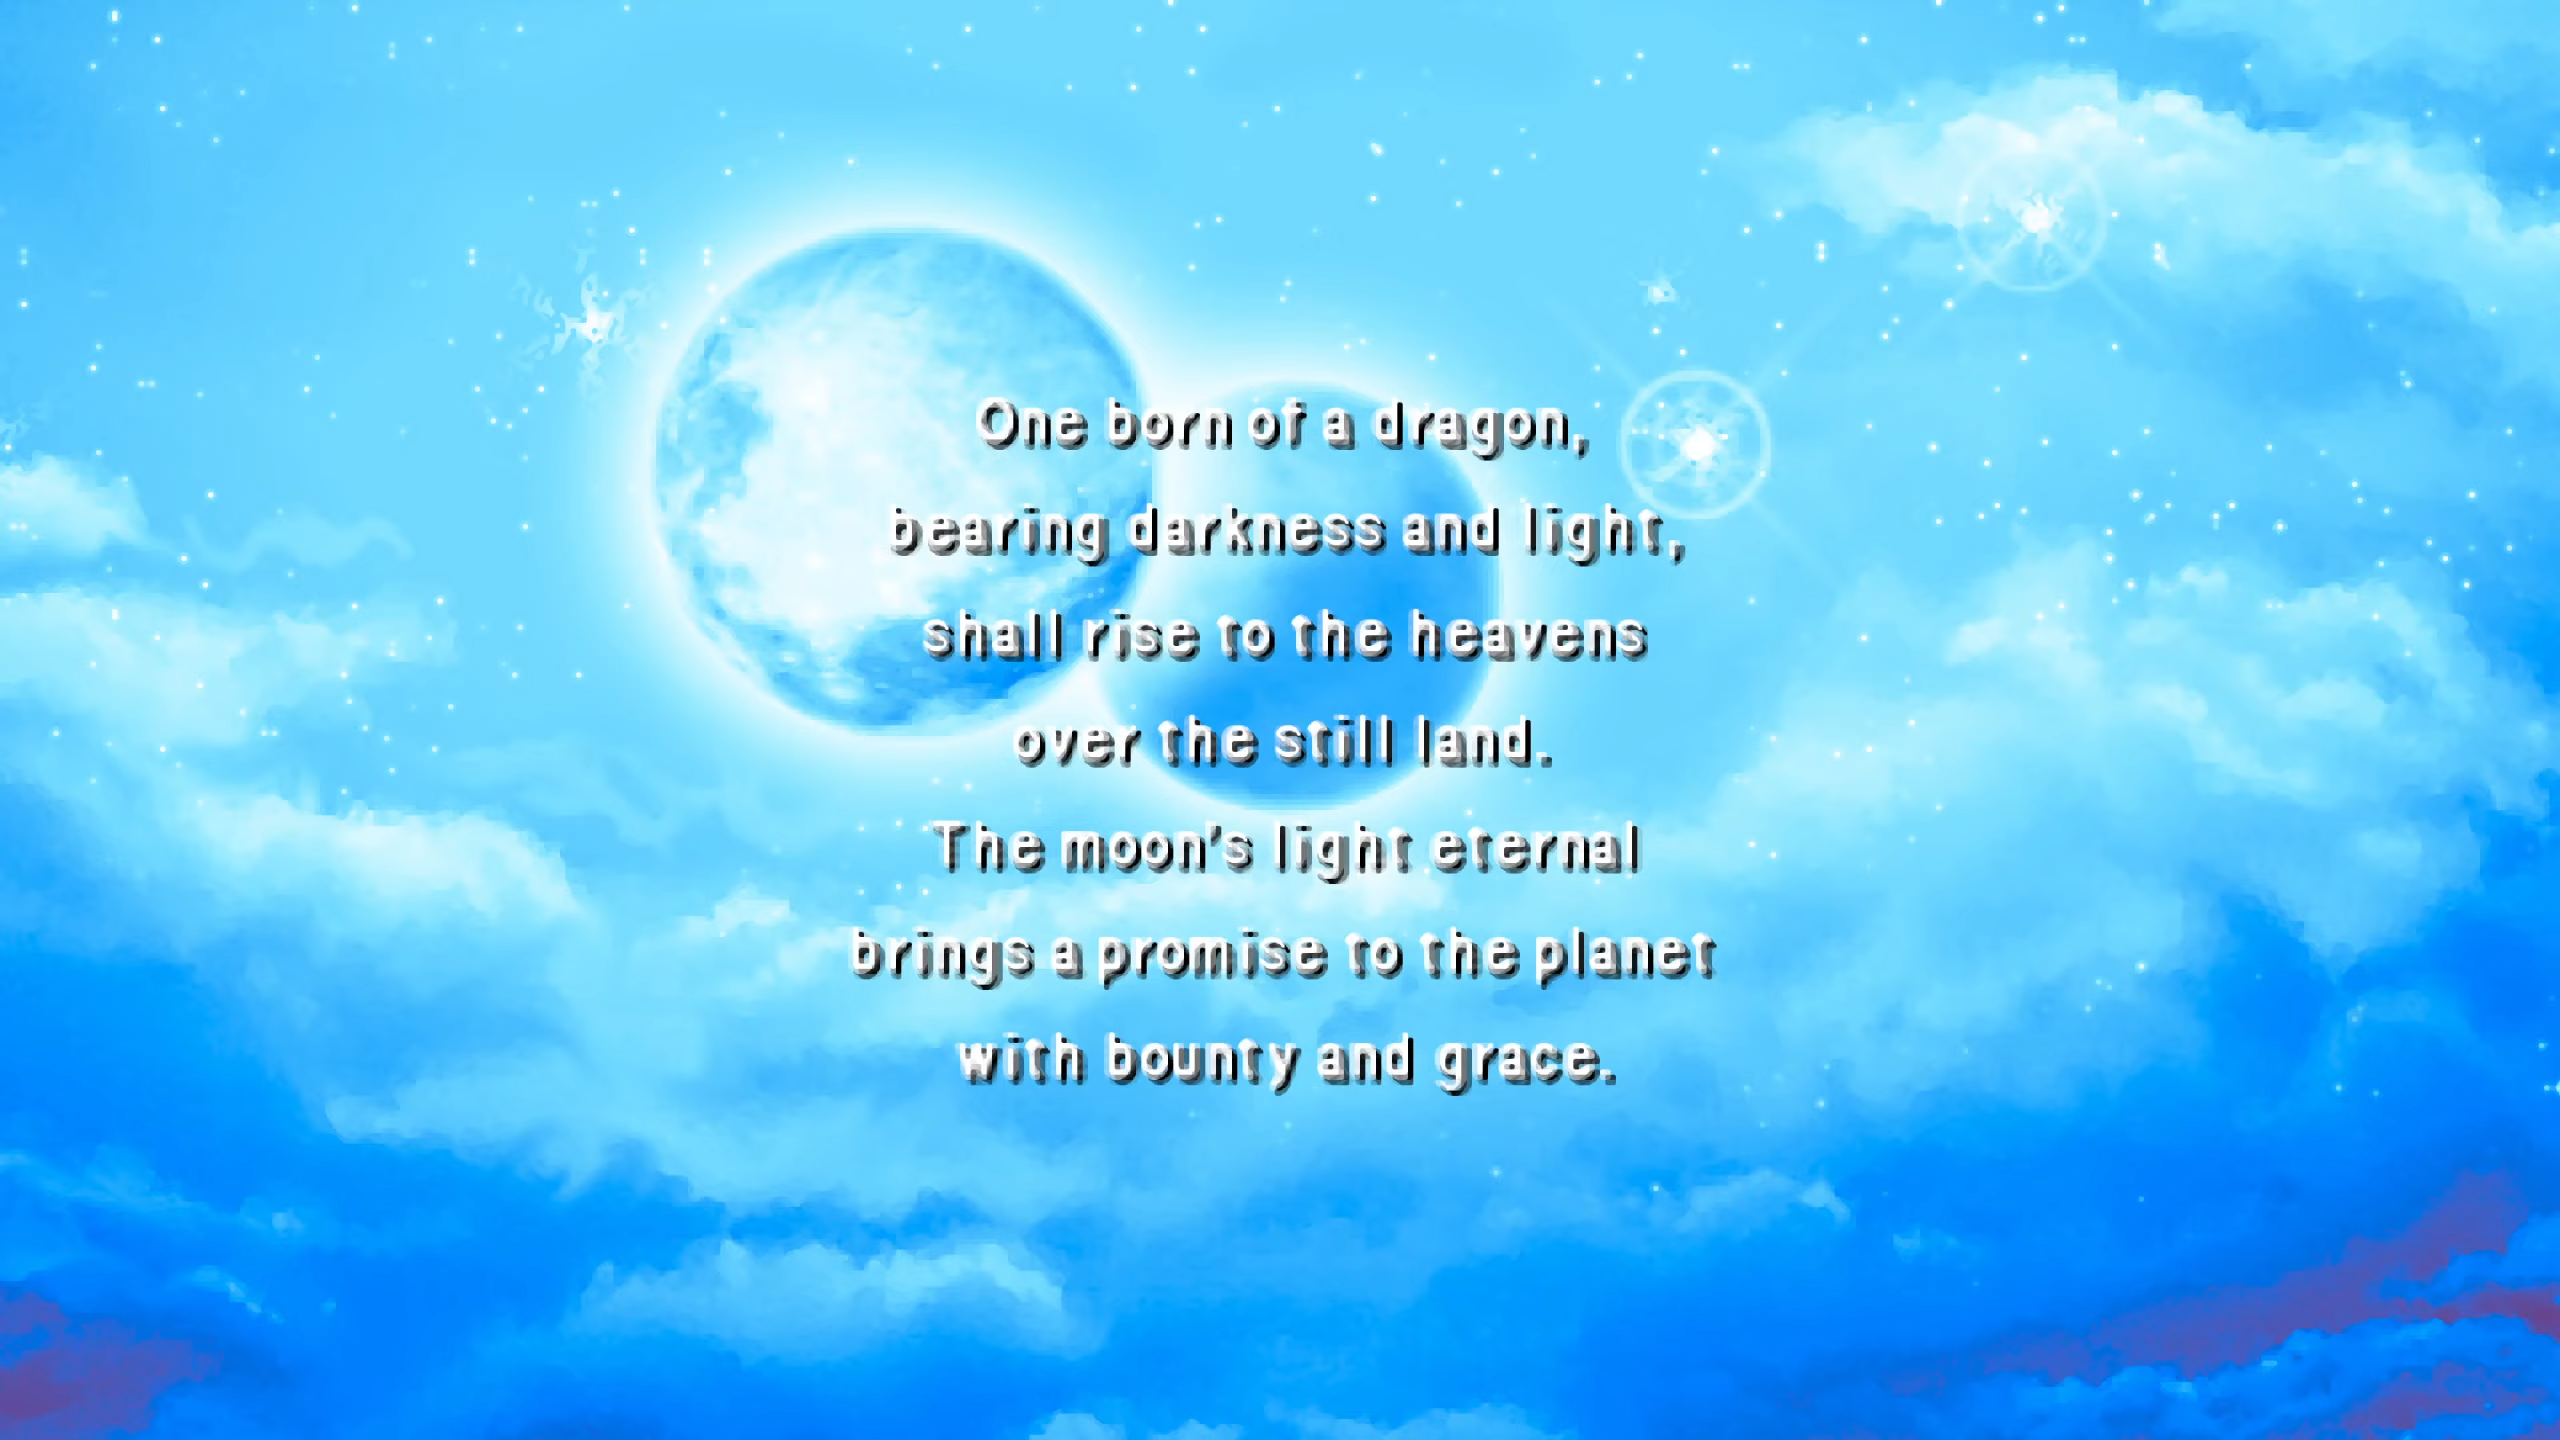 One born of a dragon,
bearing darkness and light,
shall rise to the heavens
over the still land.
The moon's light eternal
brings a promise to the planet
with bounty and grace.